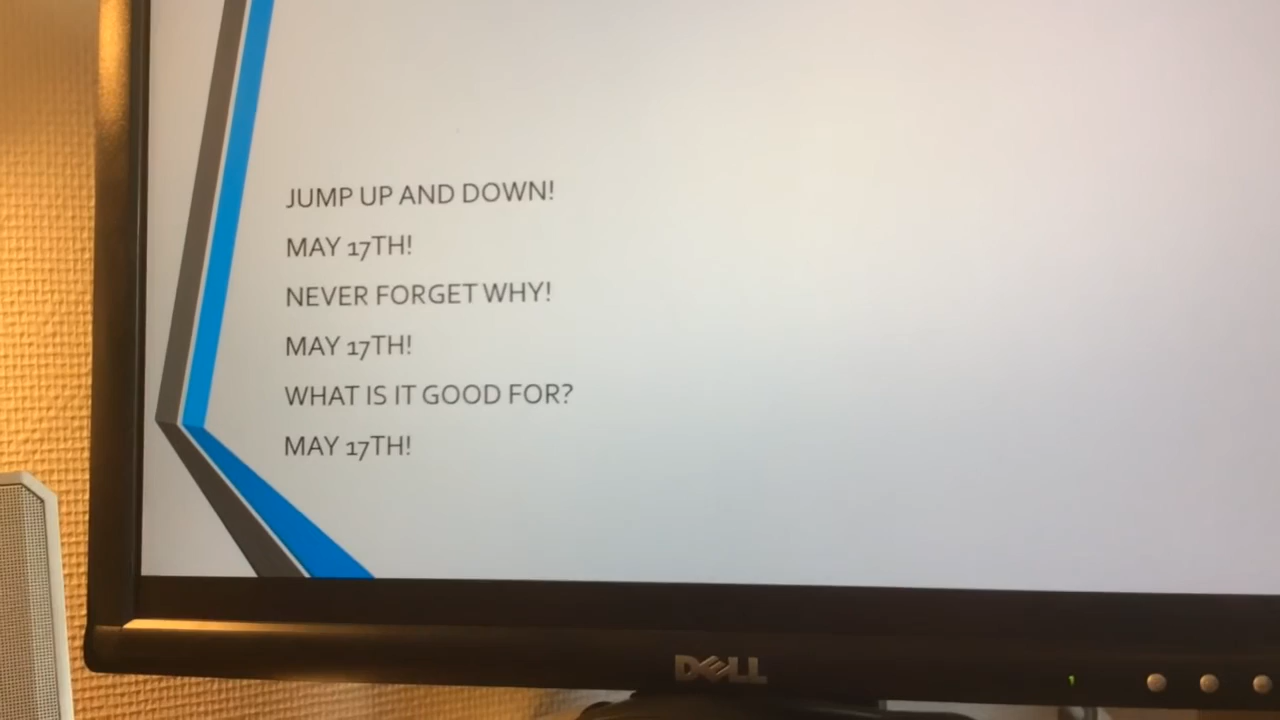 JUMP UP AND DOWN!
MAY 17TH!
NEVER FORGET WHY!
MAY 17TH!
WHAT IS IT GOOD FOR?
MAY 17TH!
DELL